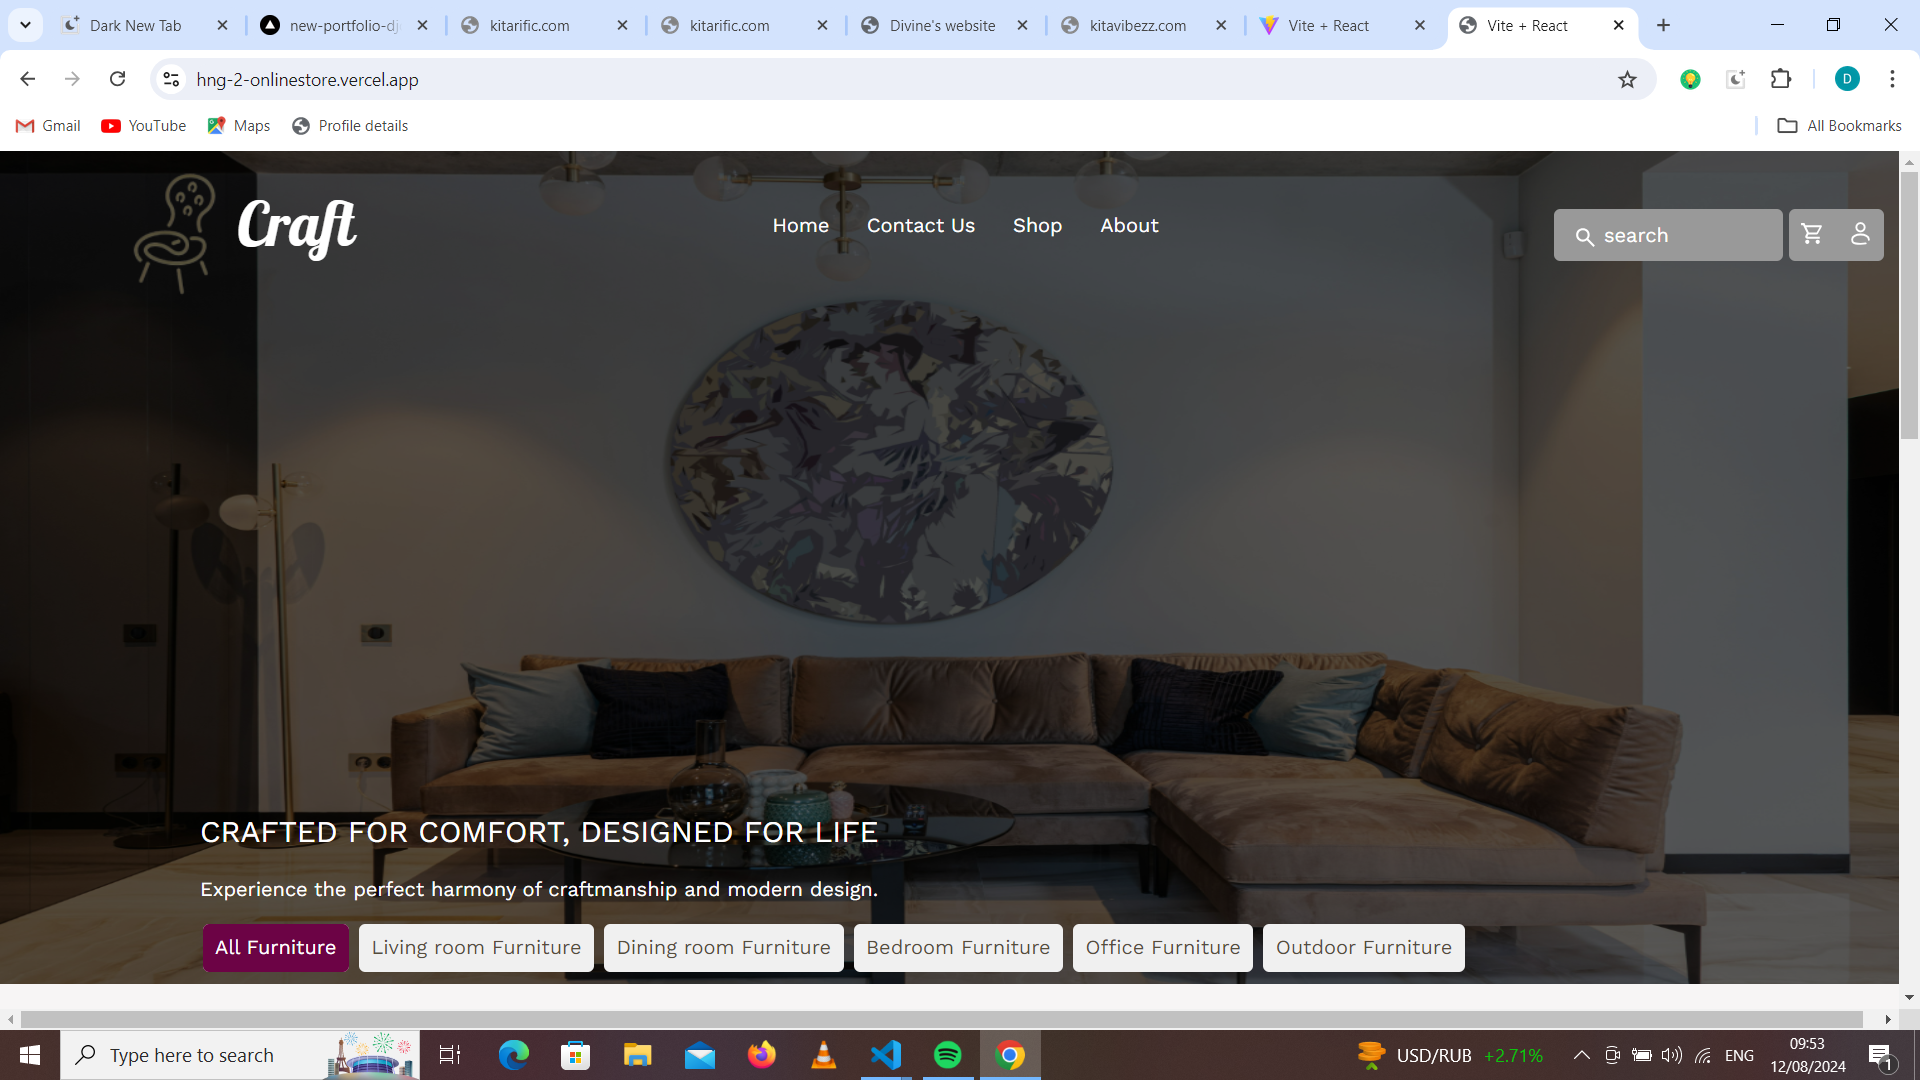 Dark New Tab
new-portfolio-dj
kitarific.com
kitarific.com
Divine's website
kitavibezz.com
Vite + React
Vite + React
hng-2-onlinestore.vercel.app
D
Gmail
YouTube
Maps
Profile details
All Bookmarks
Craft
Home
Contact Us
Shop
About
search
CRAFTED FOR COMFORT, DESIGNED FOR LIFE
Experience the perfect harmony of craftmanship and modern design.
All Furniture
Living room Furniture
Dining room Furniture
Bedroom Furniture
Office Furniture
Outdoor Furniture
Type here to search
USD/RUB +2.71%
ENG
09:53
12/08/2024
1